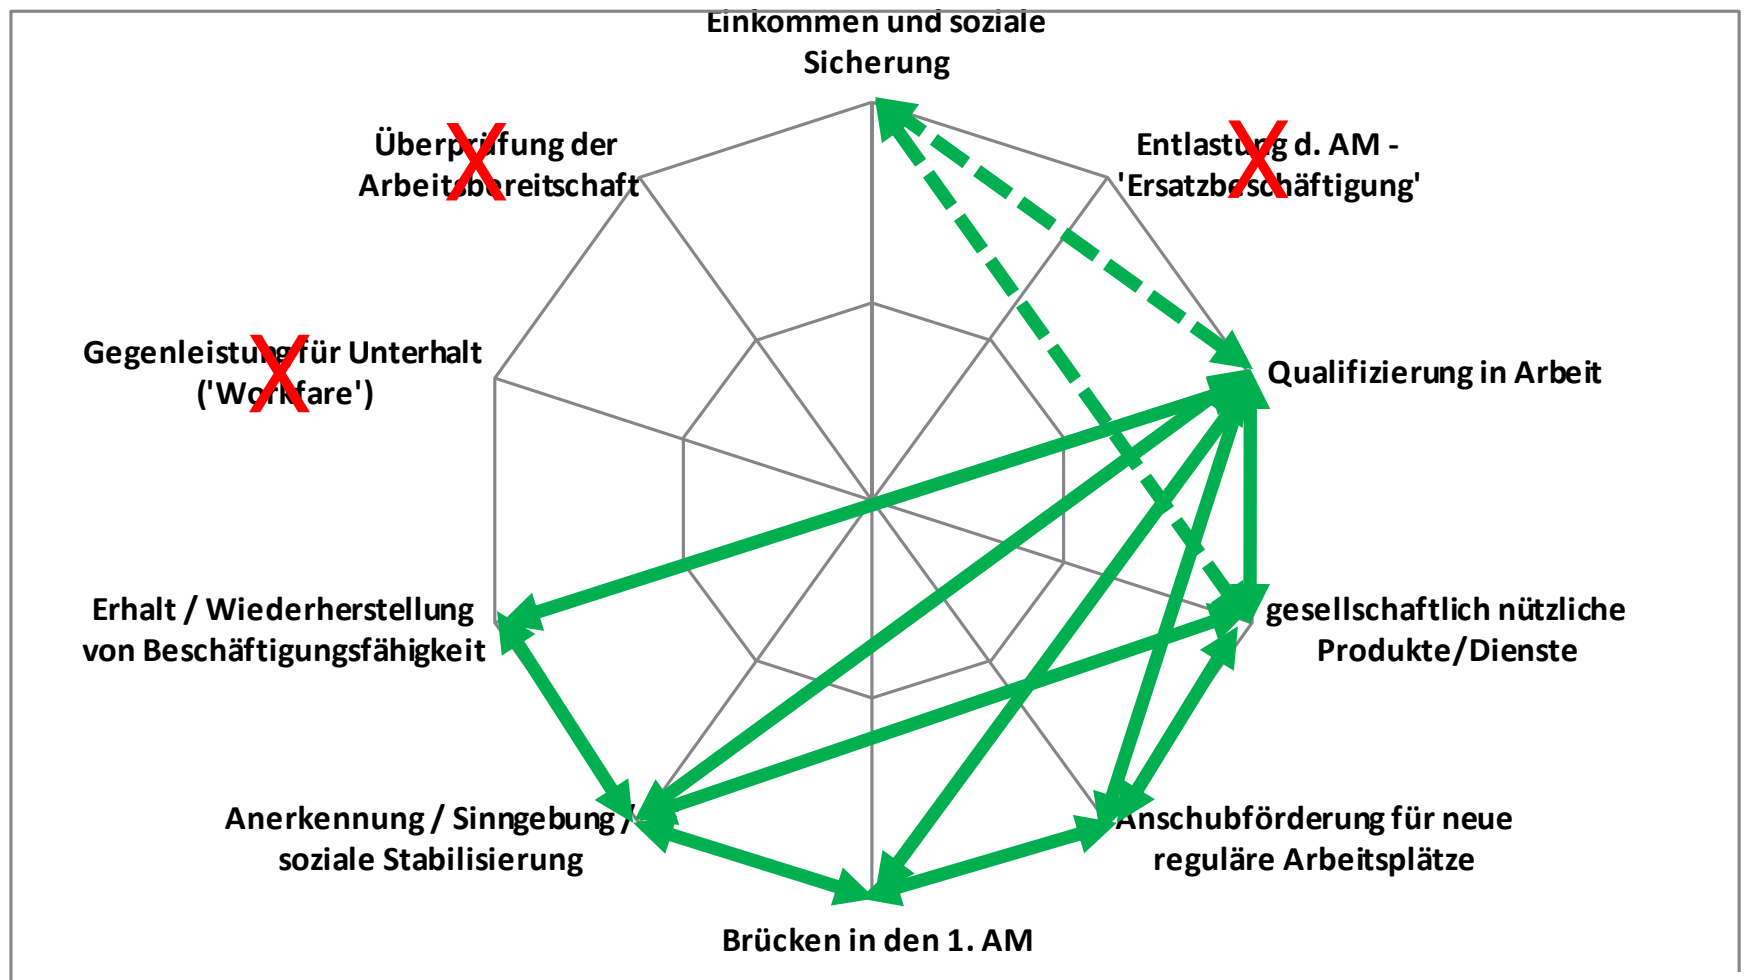 Einkommen und soziale
Sicherung
Überprüfung der
Arbeitsbereitschaft
Entlastung d. AM -
'Ersatzbeschäftigung'
Gegenleistung für Unterhalt
('Workfare')
Qualifizierung in Arbeit
Erhalt / Wiederherstellung
von Beschäftigungsfähigkeit
gesellschaftlich nützliche
Produkte/Dienste
Anerkennung / Sinngebung /
soziale Stabilisierung
Anschubförderung für neue
reguläre Arbeitsplätze
Brücken in den 1. AM
X
X
X